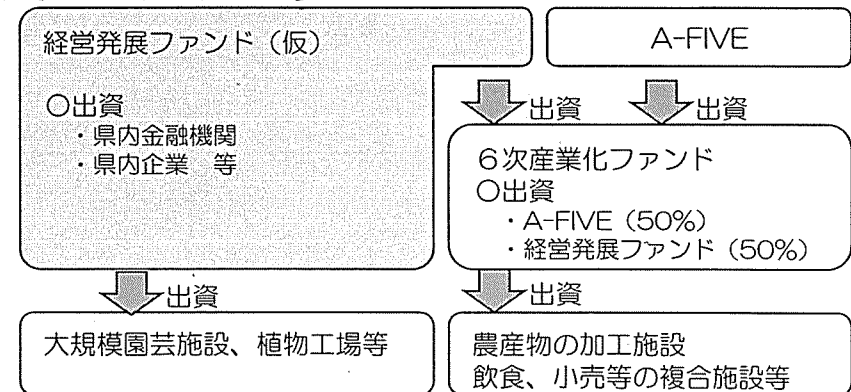 経営発展ファンド（仮）
○出資
・県内金融機関
・県内企業　等
A-FIVE
出資
出資
６次産業化ファンド
○出資
・A-FIVE（50%）
・経営発展ファンド（50%）
出資
出資
大規模園芸施設、植物工場等
農産物の加工施設
飲食、小売等の複合施設等